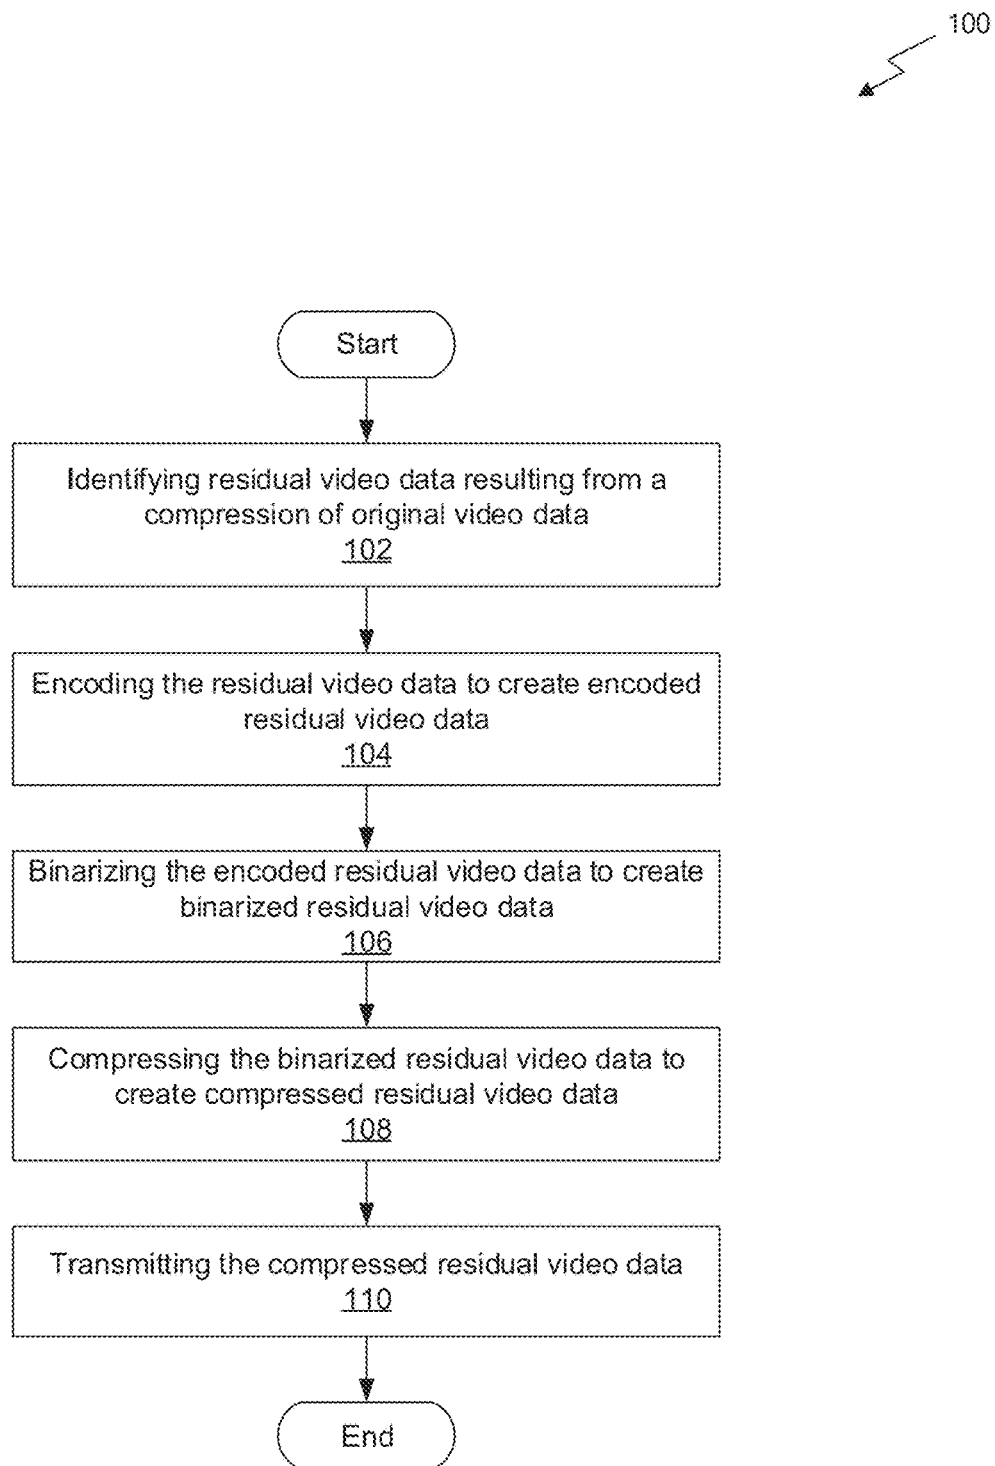 100
Start
Identifying residual video data resulting from a
compression of original video data
102
Encoding the residual video data to create encoded
residual video data
104
Binarizing the encoded residual video data to create
binarized residual video data
106
Compressing the binarized residual video data to
create compressed residual video data
108
Transmitting the compressed residual video data
110
End